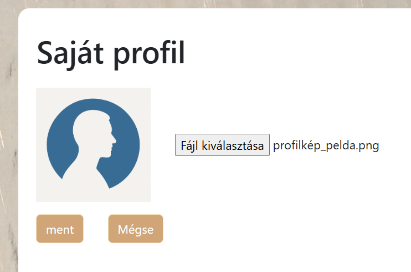 Saját profil
Fájl kiválasztása profilkép_pelda.png
ment Mégse